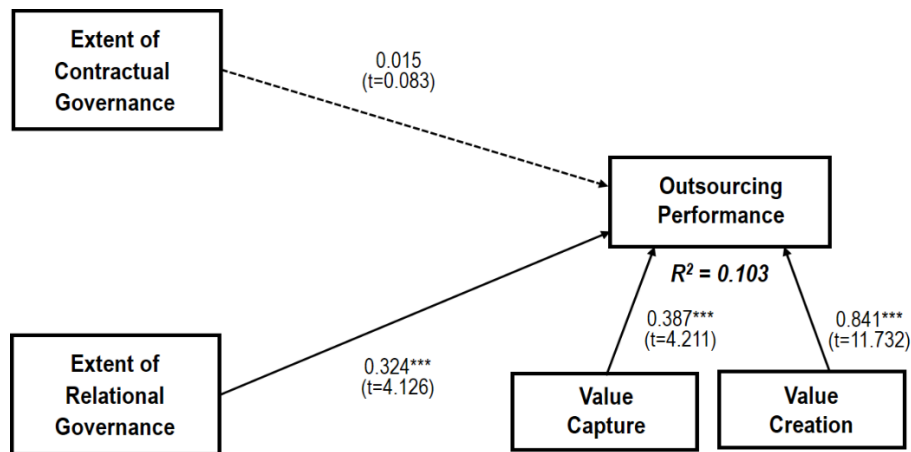 Extent of
Contractual
Governance
0.015
(t=0.083)
Outsourcing
Performance
R² = 0.103
0.387***
(t=4.211)
0.841***
(t=11.732)
Extent of
Relational
Governance
0.324***
(t=4.126)
Value
Capture
Value
Creation